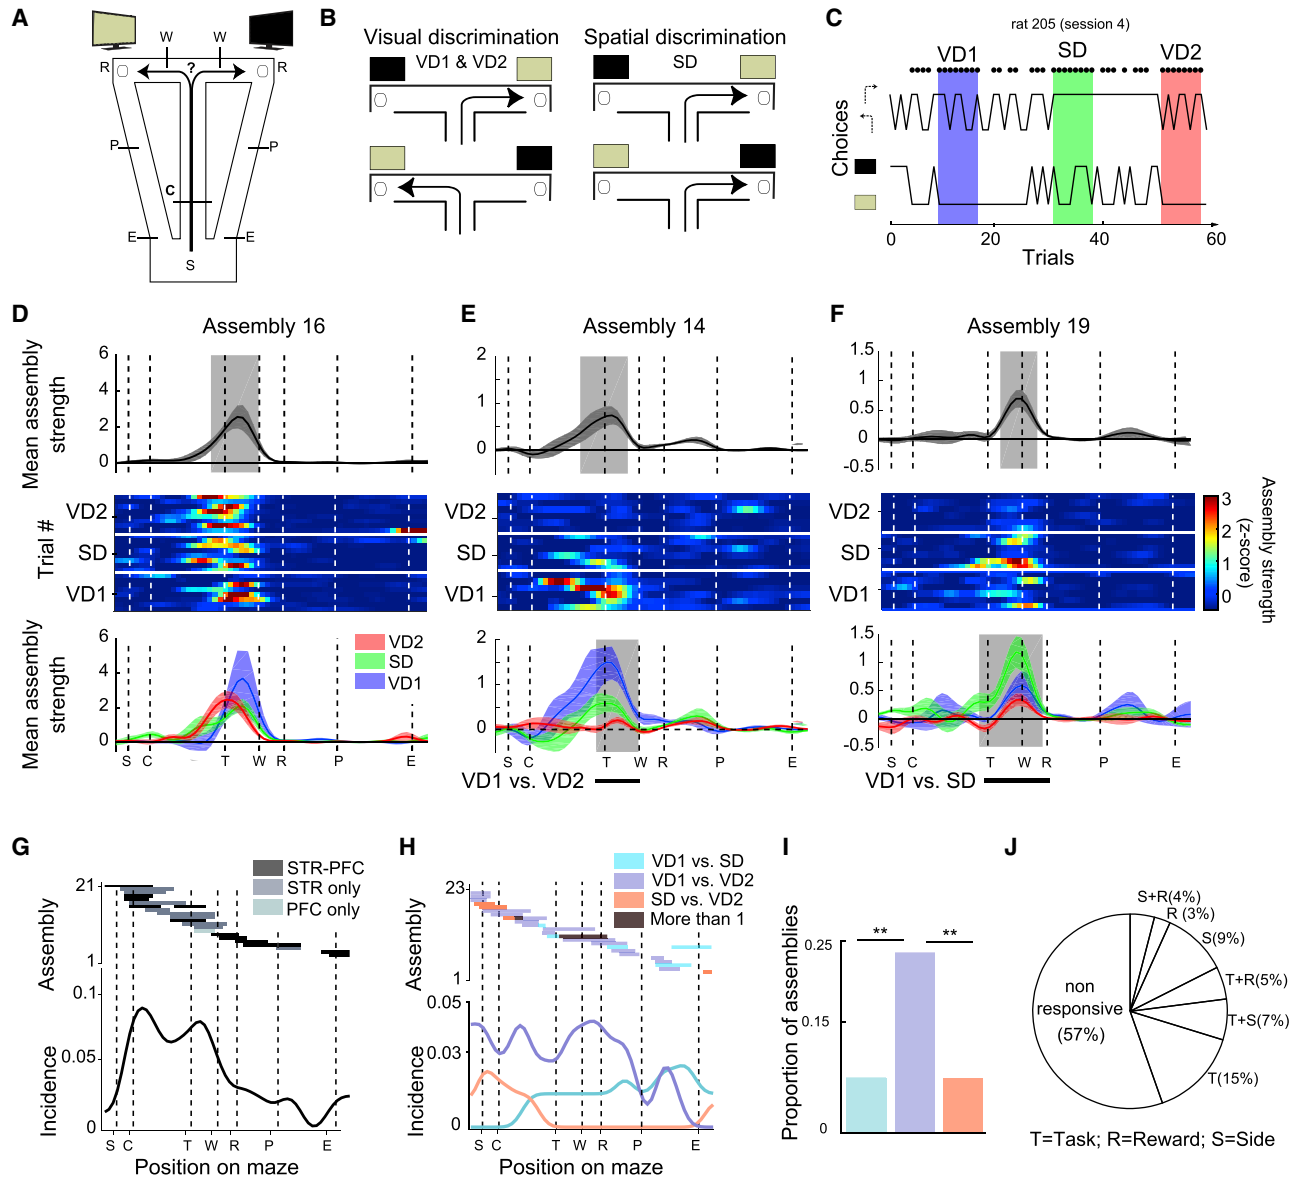 A
W
W
R
?
R
P
P
C
E
E
S
B
Visual discrimination
VD1 & VD2
Spatial discrimination
SD
C
rat 205 (session 4)
VD1
SD
VD2
Choices
0
20
40
60
Trials
D
Assembly 16
Mean assembly
strength
6
4
2
0
Trial #
VD2
SD
VD1
Mean assembly
strength
6
4
2
0
VD2
SD
VD1
S C T W R P E
E
Assembly 14
2
1
0
VD2
SD
VD1
2
1
0
S C T W R P E
VD1 vs. VD2
F
Assembly 19
1.5
1
0.5
0
-0.5
VD2
SD
VD1
3
2
1
0
Assembly strength
(z-score)
1.5
1
0.5
0
-0.5
S C T W R P E
VD1 vs. SD
G
STR-PFC
STR only
PFC only
Assembly
21
1
Incidence
0.1
0.05
0
S C T W R P E
Position on maze
H
VD1 vs. SD
VD1 vs. VD2
SD vs. VD2
More than 1
Assembly
23
1
Incidence
0.05
0.03
0
S C T W R P E
Position on maze
I
Proportion of assemblies
0.25
0.15
0
**
**
J
S+R(4%)
R (3%)
S(9%)
T+R(5%)
T+S(7%)
T(15%)
non
responsive
(57%)
T=Task; R=Reward; S=Side